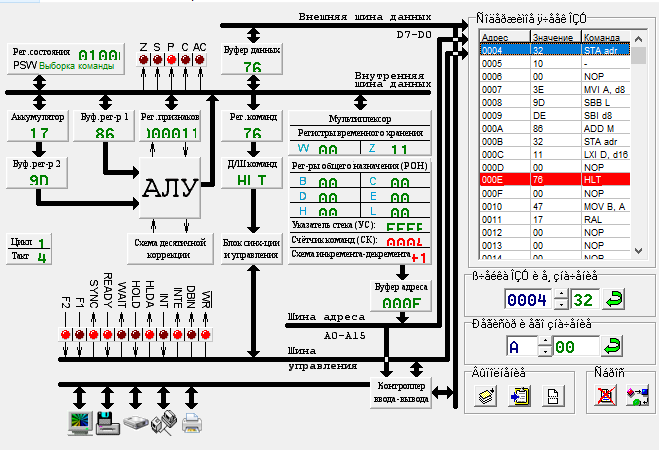 Внешняя шина данных
D7-D0
Рег.состояния 0100
PSW Выборка команды
Z S P C AC
Буфер данных
76
Внутренняя
шина данных
Аккумулятор
17
Буф.рег-р 1
86
Рег.признаков
000011
Рег.команд
76
Мультиплексор
Регистры временного хранения
W 00 Z 11
Буф.рег-р 2
9D
АЛУ
Д/Ш команд
HLT
Рег-ры общего назначения (РОН)
B 00 C 00
D 00 E 00
H 00 L 00
Указатель стека (УС): FFFF
Счётчик команд (СК): 0004
Схема инкремента-декремента +1
Цикл 1
Такт 4
Схема десятичной
коррекции
Блок синх-ции
и управления
Буфер адреса
000E
F2 F1 SYNC READY WAIT HOLD HLDA INT INTE DBIN WR
Шина адреса
A0-A15
Шина
управления
Контроллер
ввода-вывода
Ñîäåðæèìîå ÿ÷ååê ÎÇÓ
Адрес Значение Команда
0004 32 STA adr
0005 10 -
0006 00 NOP
0007 3E MVI A, d8
0008 9D SBB L
0009 DE SBI d8
000A 86 ADD M
000B 32 STA adr
000C 11 LXI D, d16
000D 00 NOP
000E 76 HLT
000F 00 NOP
0010 47 MOV B, A
0011 17 RAL
0012 00 NOP
0013 00 NOP
0014 00 NOP
ß÷åéêà ÎÇÓ è å¸ çíà÷åíèå
0004 32
Ðåãèñòð è åãî çíà÷åíèå
A 00
Âûïîëíåíèå
Ñáðîñ